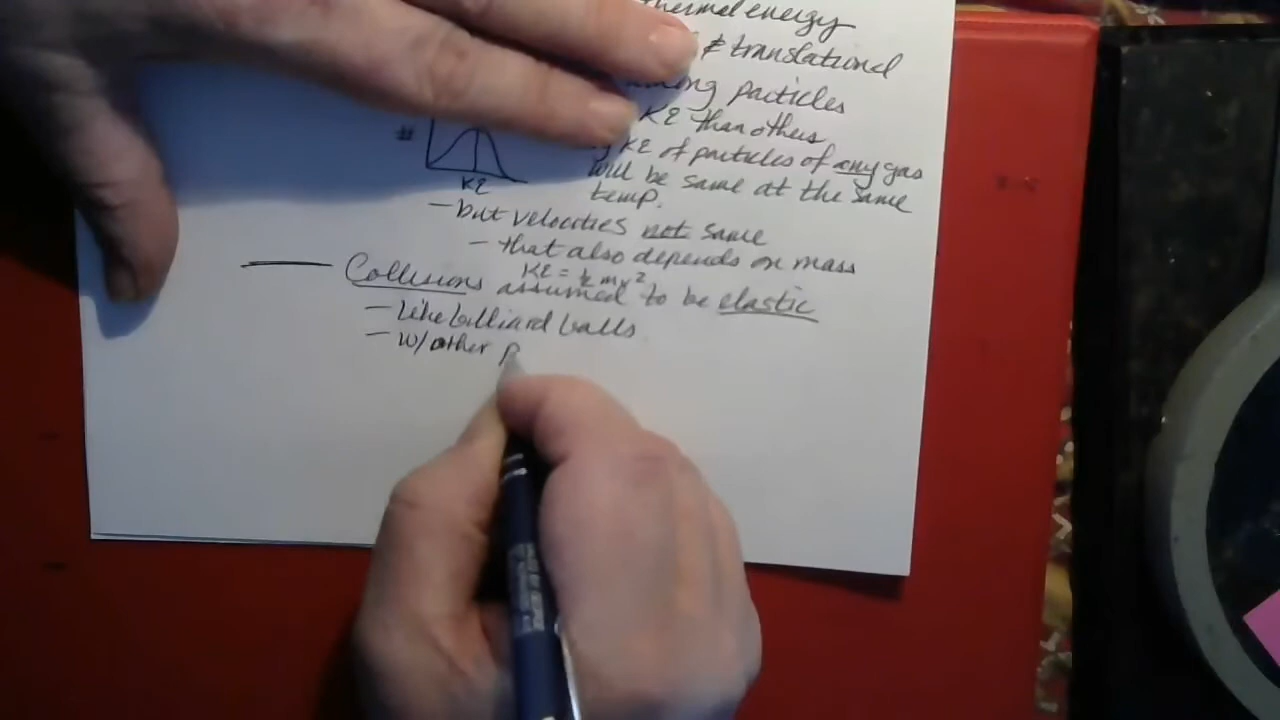 thermal energy
& translational
among particles
KE than others
KE of particles of any gas
will be same at the same
temp.
#
KE
- but velocities not same
- that also depends on mass
KE = ½ mv²
Collisions assumed to be elastic
- like billiard balls
- w/other p